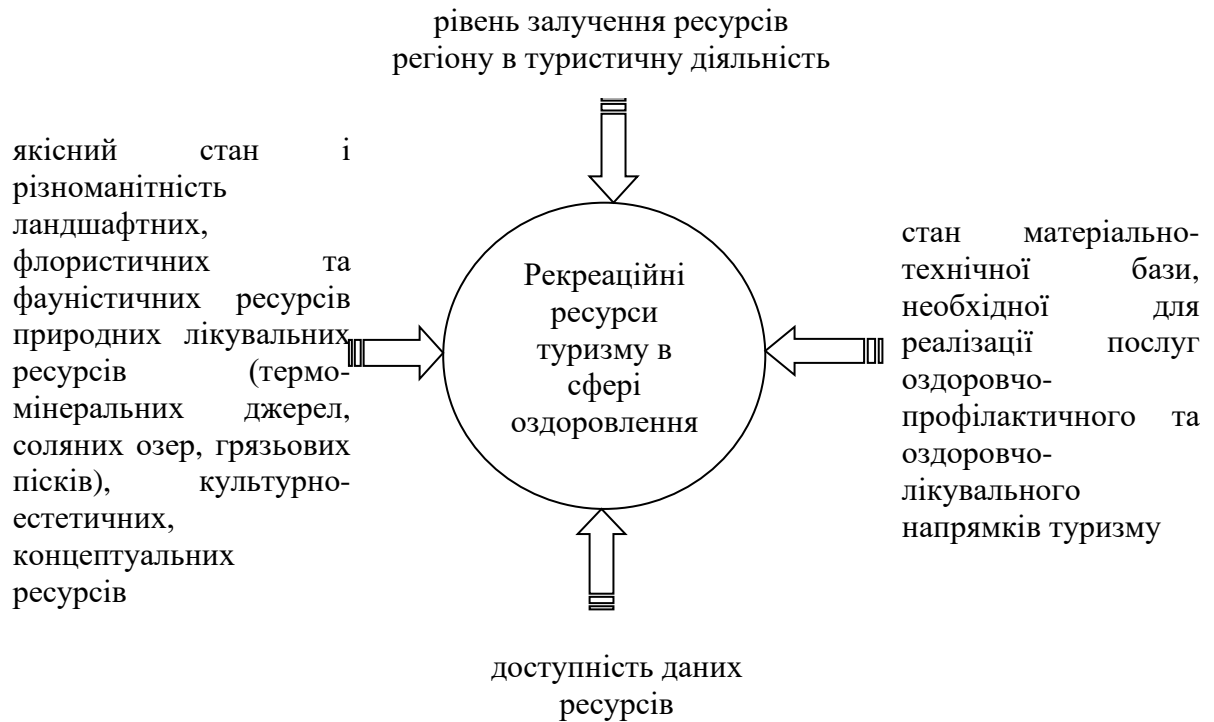 рівень залучення ресурсів
регіону в туристичну діяльність
якісний стан і
різноманітність
ландшафтних,
флористичних та
фауністичних ресурсів
природних лікувальних
ресурсів (термо-
мінеральних джерел,
соляних озер, грязьових
пісків), культурно-
естетичних,
концептуальних
ресурсів
Рекреаційні
ресурси
туризму в
сфері
оздоровлення
стан матеріально-
технічної бази,
необхідної для
реалізації послуг
оздоровчо-
профілактичного та
оздоровчо-
лікувального
напрямків туризму
доступність даних
ресурсів